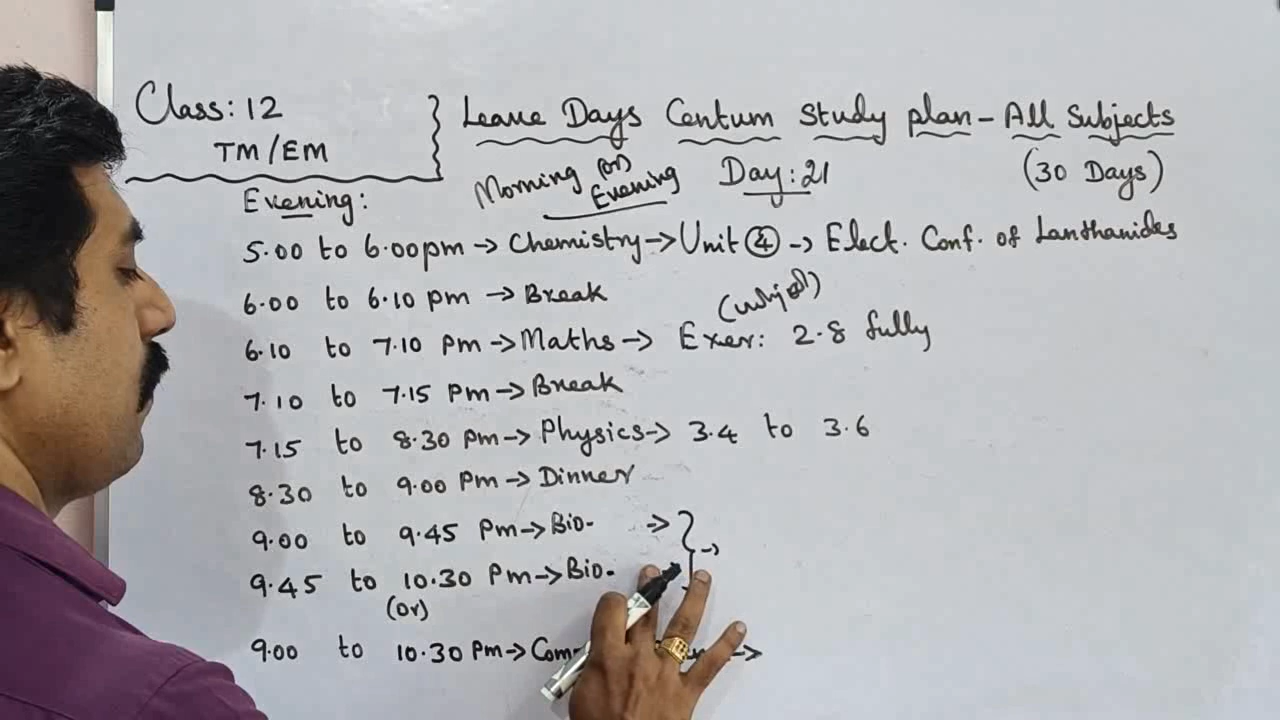 Class: 12
TM/EM
Leave Days Centum Study plan - All Subjects
Morning (or) Evening
Day: 21
(30 Days)
Evening:
5.00 to 6.00pm → Chemistry → Unit ④ → Elect. Conf. of Lanthanides
6.00 to 6.10 pm → Break
6.10 to 7.10 pm → Maths → Exer: 2.8 fully
7.10 to 7.15 Pm → Break
7.15 to 8.30 Pm → Physics → 3.4 to 3.6
8.30 to 9.00 Pm → Dinner
9.00 to 9.45 Pm → Bio- →
9.45 to 10.30 Pm → Bio- →
(Or)
9.00 to 10.30 Pm →